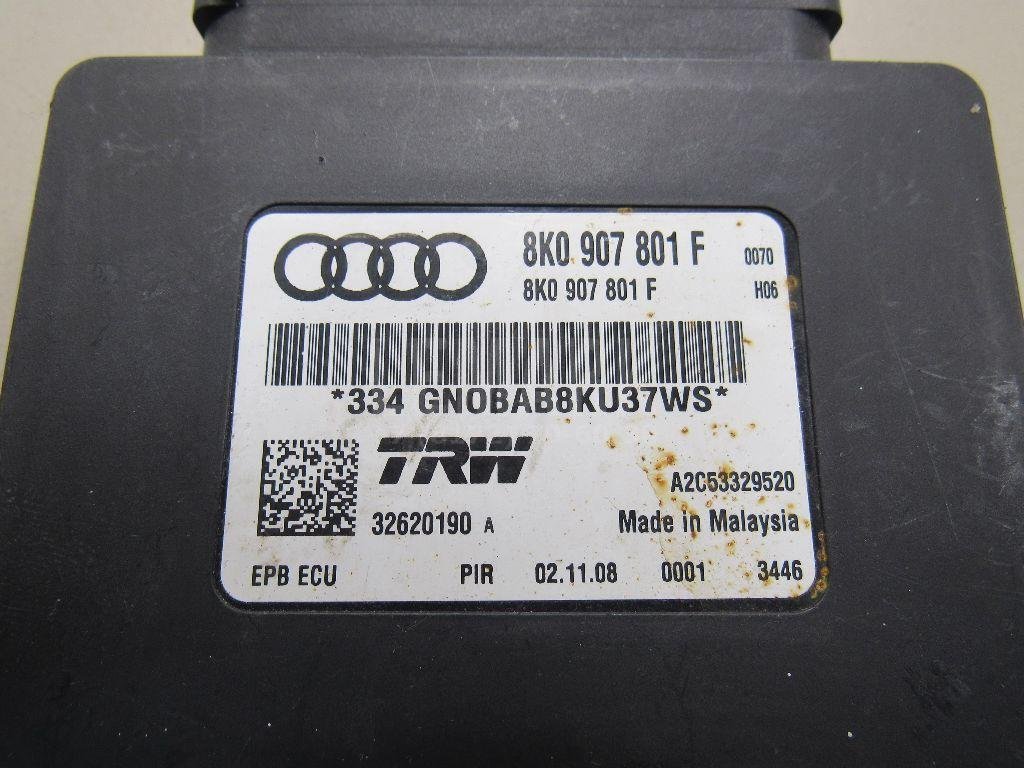 8K0 907 801 F 0070
8K0 907 801 F H06
*334 GN0BAB8KU37WS*
TRW
A2C53329520
32620190 A Made in Malaysia
EPB ECU PIR 02.11.08 0001 3446